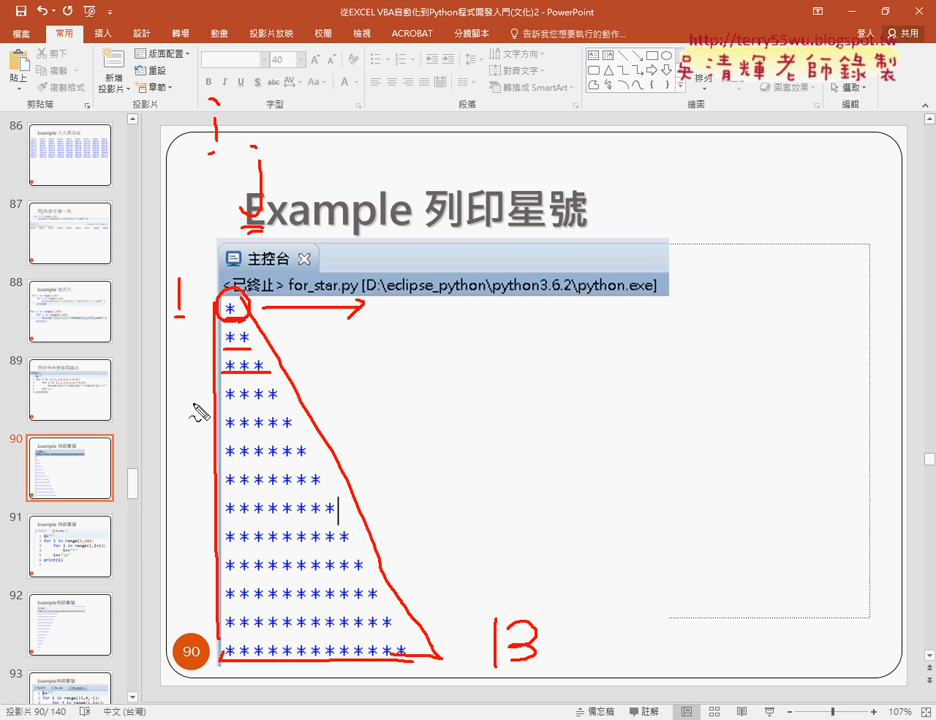 從EXCEL VBA自動化到Python程式開發入門(文化)2 - PowerPoint
檔案 常用 插入 設計 轉場 動畫 投影片放映 校閱 檢視 ACROBAT 分鏡腳本 告訴我您想要執行的動作... 登入 共用
http://terry55wu.blogspot.tw
吳清輝老師錄製
貼上 剪下 複製 複製格式 新增投影片 版面配置 重設 章節 40 文字方向 對齊文字 轉換成 SmartArt 排列 圖案效果 選取
剪貼簿 投影片 字型 段落 繪圖 編輯
86
87
88
89
90
91
92
93
Example 列印星號
主控台
<已終止> for_star.py [D:\eclipse_python\python3.6.2\python.exe]
1
*
**
***
****
*****
******
*******
********
*********
**********
***********
************
*************
13
90
投影片 90/ 140 中文 (台灣) 備忘稿 註解 107%